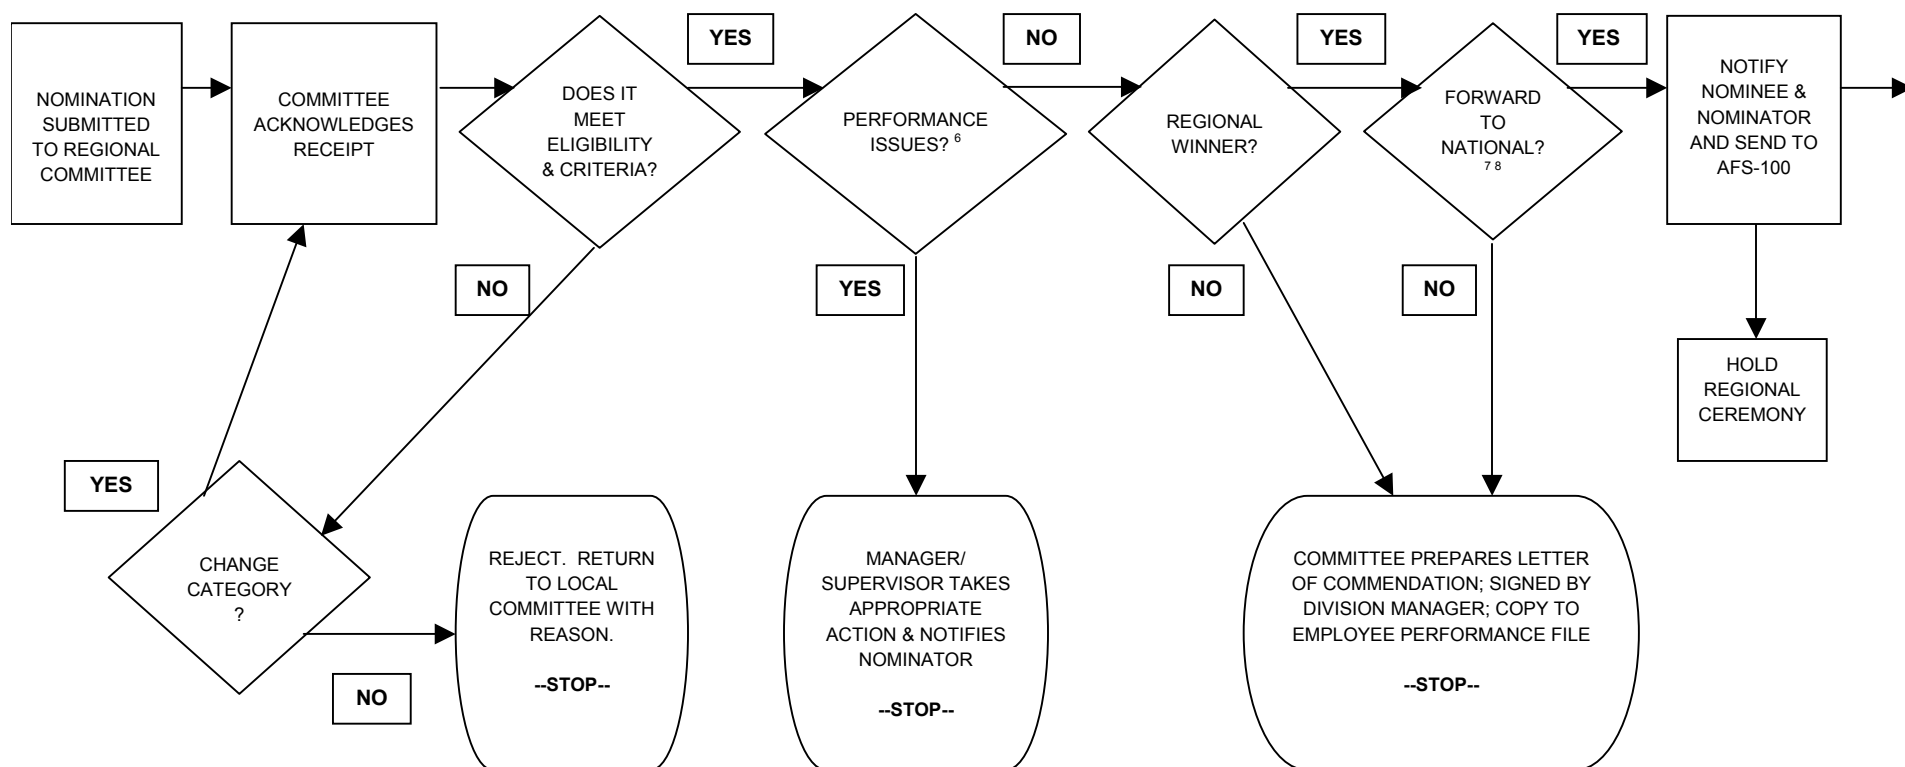 NOMINATION
SUBMITTED
TO REGIONAL
COMMITTEE
COMMITTEE
ACKNOWLEDGES
RECEIPT
DOES IT
MEET
ELIGIBILITY
& CRITERIA?
YES
PERFORMANCE
ISSUES? 6
NO
REGIONAL
WINNER?
YES
FORWARD
TO
NATIONAL?
7 8
YES
NOTIFY
NOMINEE &
NOMINATOR
AND SEND TO
AFS-100
NO
YES
NO
NO
HOLD
REGIONAL
CEREMONY
YES
CHANGE
CATEGORY
?
NO
REJECT. RETURN
TO LOCAL
COMMITTEE WITH
REASON.
--STOP--
MANAGER/
SUPERVISOR TAKES
APPROPRIATE
ACTION & NOTIFIES
NOMINATOR
--STOP--
COMMITTEE PREPARES LETTER
OF COMMENDATION; SIGNED BY
DIVISION MANAGER; COPY TO
EMPLOYEE PERFORMANCE FILE
--STOP--